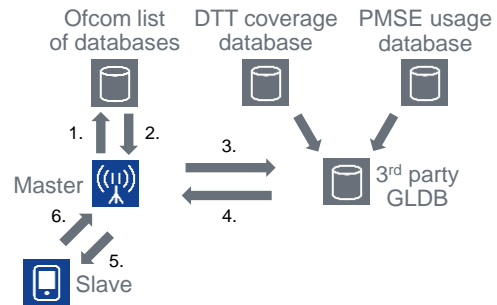 Ofcom list
of databases
DTT coverage
database
PMSE usage
database
1.
2.
3.
Master
3rd party
GLDB
4.
6.
5.
Slave